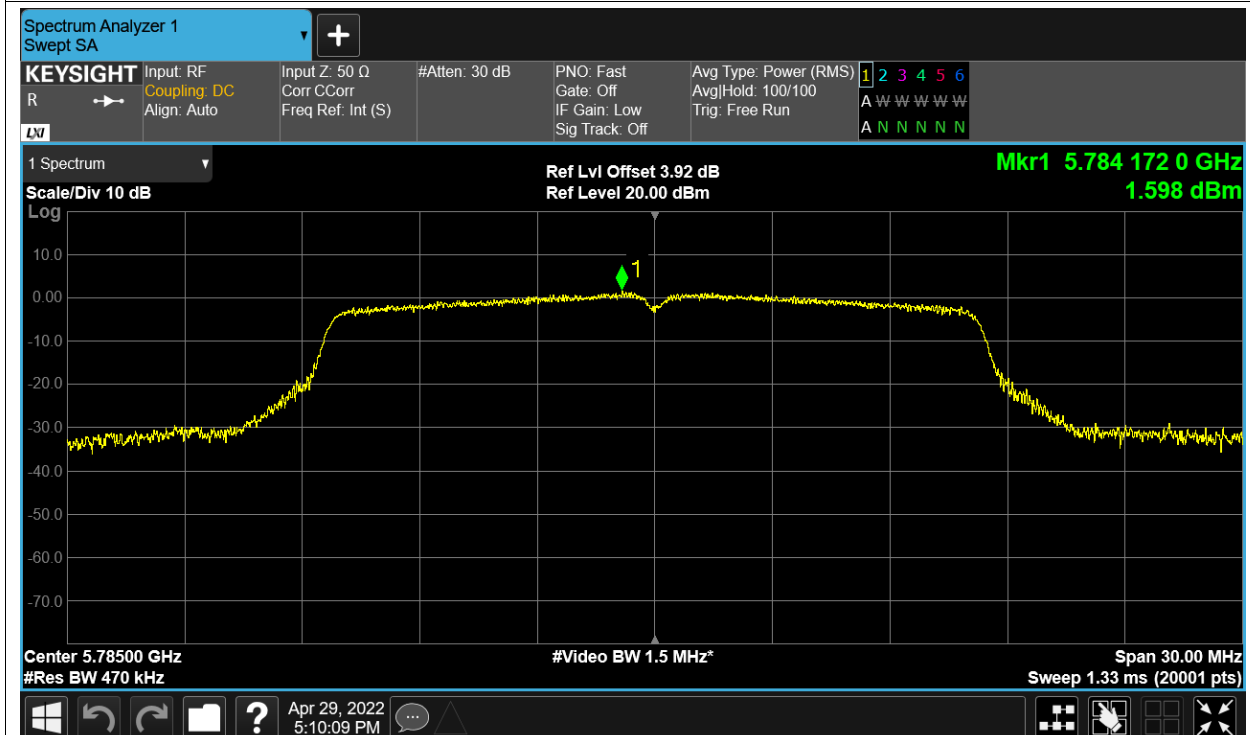 Spectrum Analyzer 1
Swept SA
KEYSIGHT
R
LXI
Input: RF
Coupling: DC
Align: Auto
Input Z: 50 Ω
Corr CCorr
Freq Ref: Int (S)
#Atten: 30 dB
PNO: Fast
Gate: Off
IF Gain: Low
Sig Track: Off
Avg Type: Power (RMS)
Avg|Hold: 100/100
Trig: Free Run
1 2 3 4 5 6
A W W W W W
A N N N N N
1 Spectrum
Scale/Div 10 dB
Log
Ref Lvl Offset 3.92 dB
Ref Level 20.00 dBm
Mkr1 5.784 172 0 GHz
1.598 dBm
1
10.0
0.00
-10.0
-20.0
-30.0
-40.0
-50.0
-60.0
-70.0
Center 5.78500 GHz
#Res BW 470 kHz
#Video BW 1.5 MHz*
Span 30.00 MHz
Sweep 1.33 ms (20001 pts)
?
Apr 29, 2022
5:10:09 PM